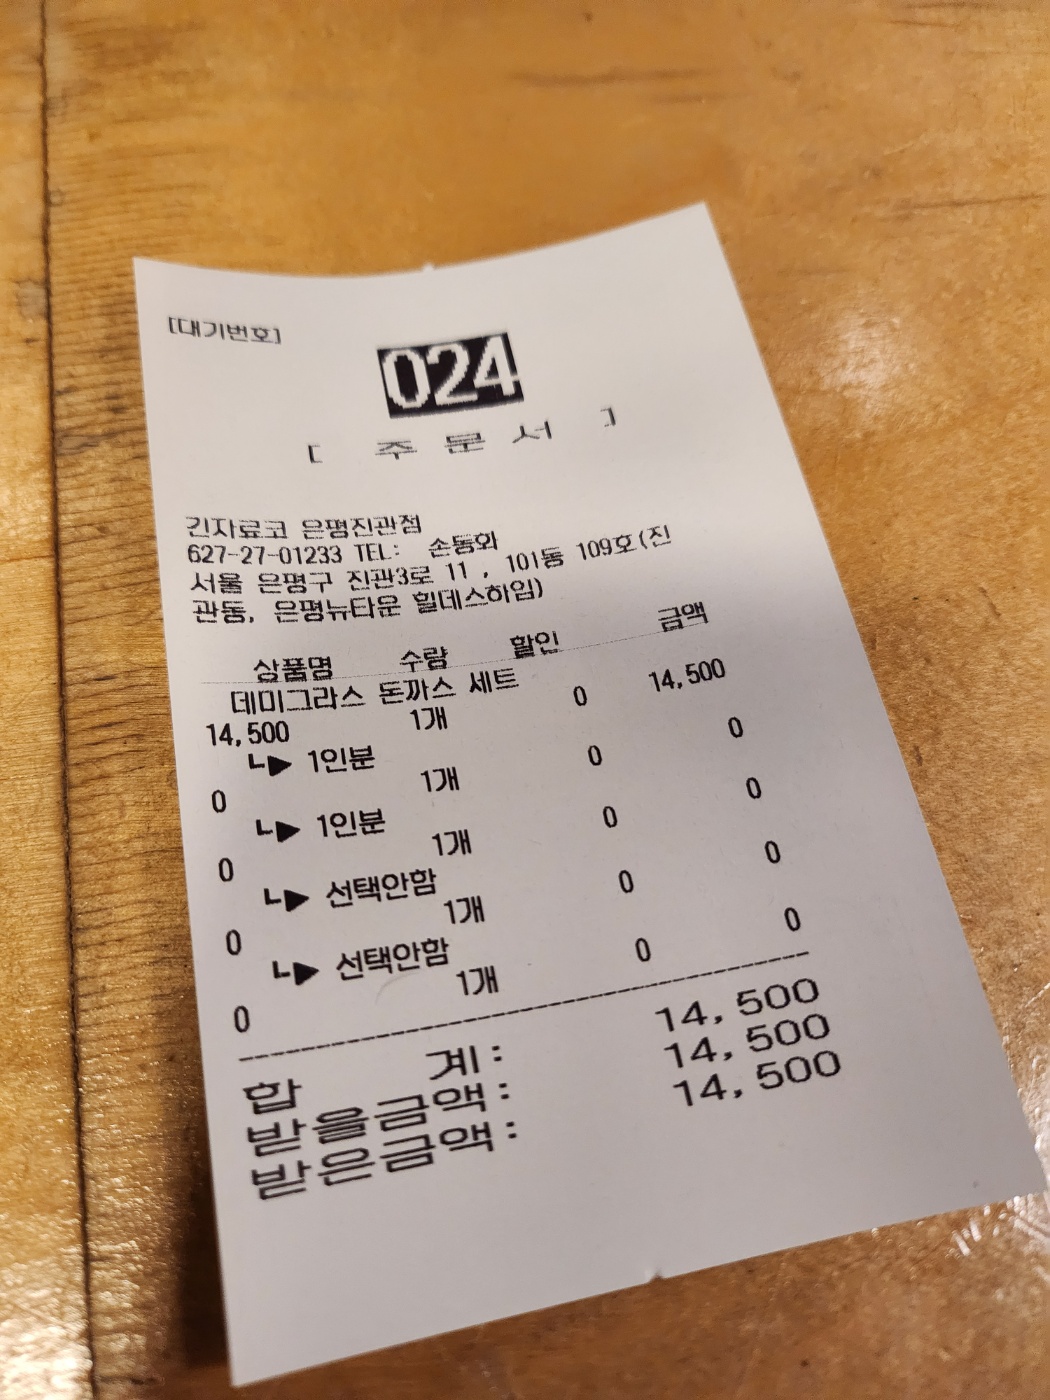 [대기번호]
024
[ 주 문 서 ]
긴자료코 은평진관점
627-27-01233 TEL: 손동화
서울 은평구 진관3로 11 , 101동 109호(진
관동, 은평뉴타운 힐데스하임)
상품명 수량 할인 금액
데미그라스 돈까스 세트
14,500 1개 0 14,500
┗▶ 1인분
0 1개 0 0
┗▶ 1인분
0 1개 0 0
┗▶ 선택안함
0 1개 0 0
┗▶ 선택안함
0 1개 0 0
합 계: 14,500
받을금액: 14,500
받은금액: 14,500